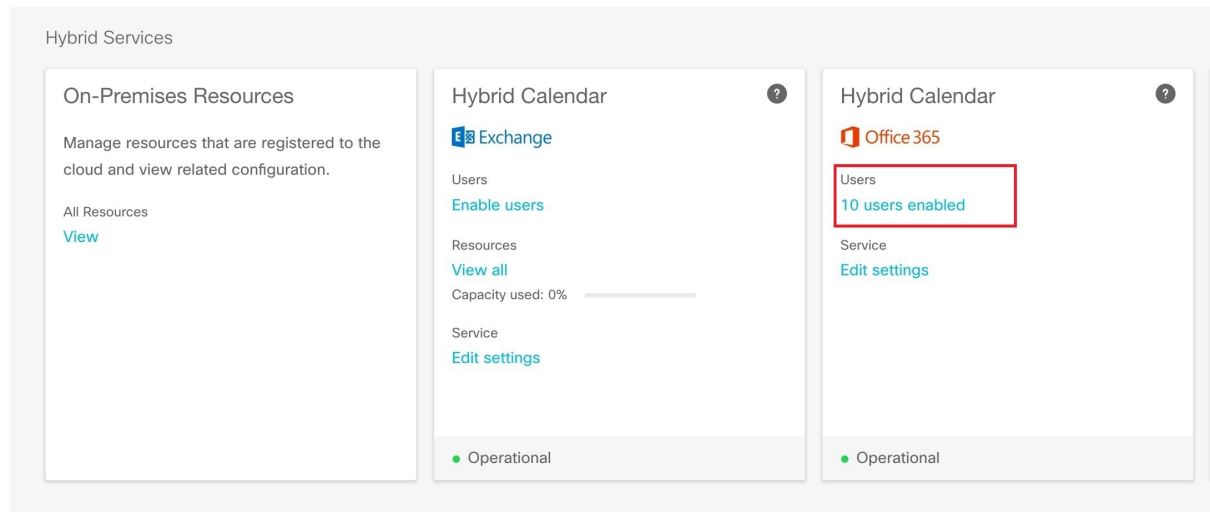 Hybrid Services
On-Premises Resources
Manage resources that are registered to the
cloud and view related configuration.
All Resources
View
Hybrid Calendar
?
Exchange
Users
Enable users
Resources
View all
Capacity used: 0%
Service
Edit settings
Operational
Hybrid Calendar
?
Office 365
Users
10 users enabled
Service
Edit settings
Operational